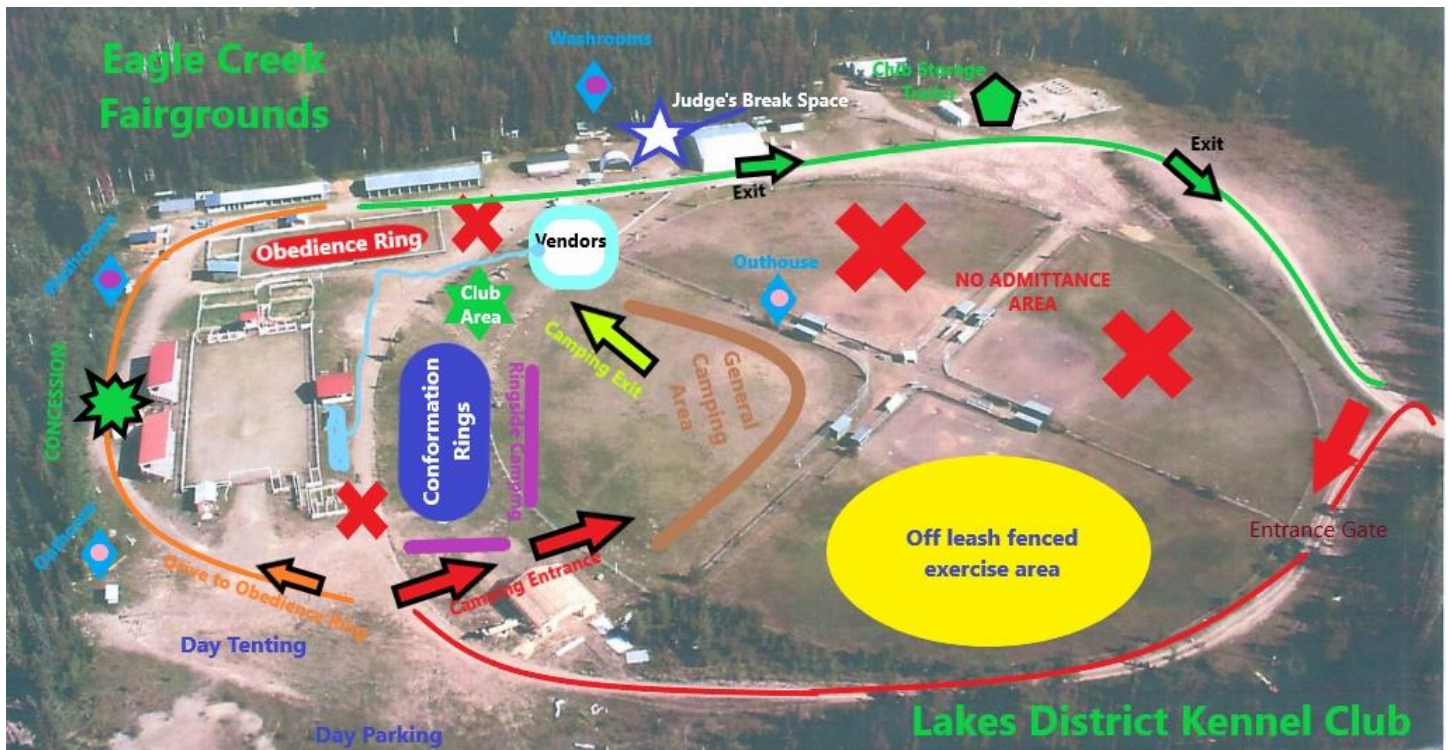 Eagle Creek
Fairgrounds
Washrooms
Judge's Break Space
Club Storage
Exit
Exit
Washrooms
Obedience Ring
Vendors
Outhouse
NO ADMITTANCE
AREA
Club
Area
Camping Exit
General
Camping
Area
CONCESSION
Conformation
Rings
Ringside Camping
Off leash fenced
exercise area
Entrance Gate
Outhouse
Drive to Obedience Ring
Camping Entrance
Day Tenting
Day Parking
Lakes District Kennel Club